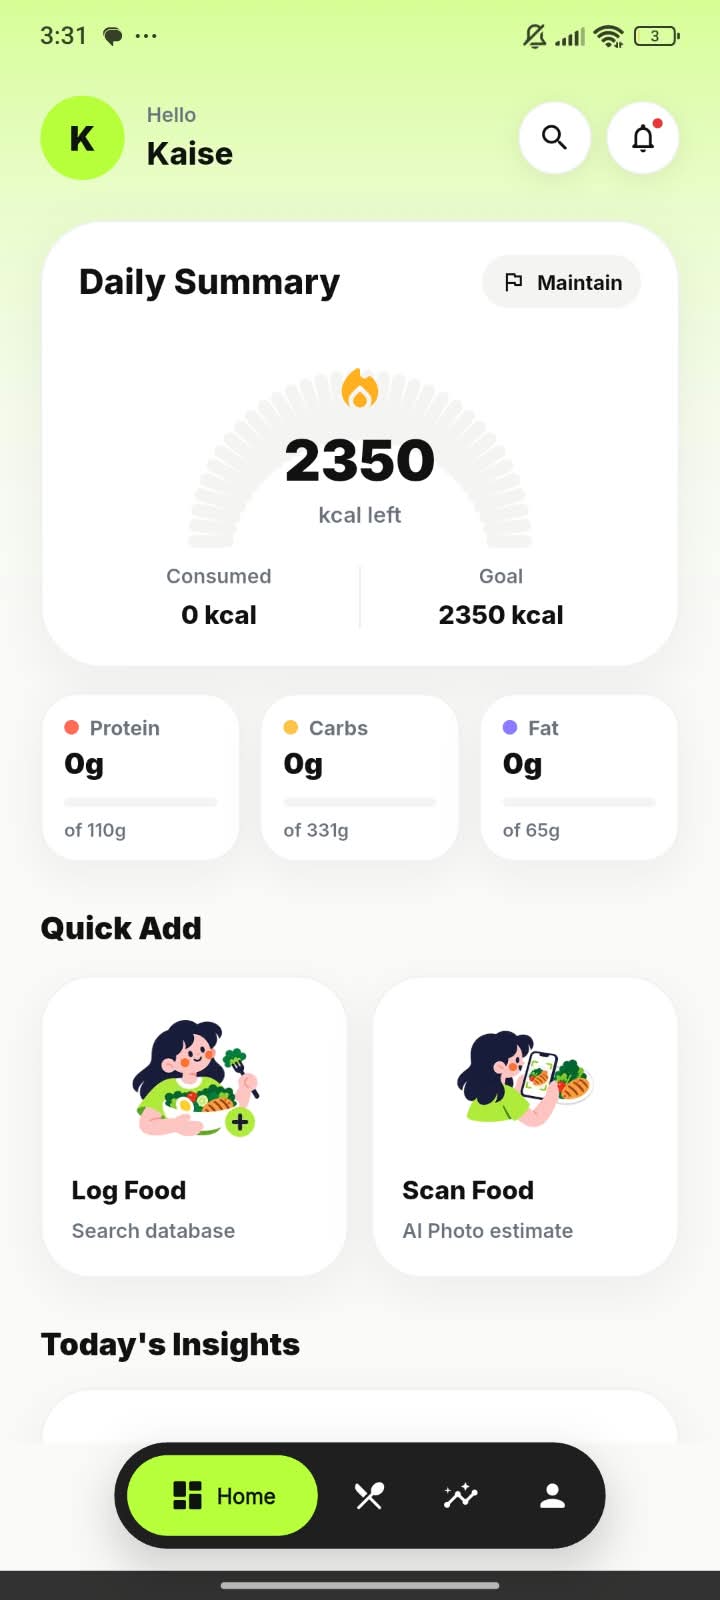 3:31
3
K
Hello
Kaise
Daily Summary
Maintain
2350
kcal left
Consumed
Goal
0 kcal
2350 kcal
Protein
Carbs
Fat
0g
0g
0g
of 110g
of 331g
of 65g
Quick Add
Log Food
Scan Food
Search database
AI Photo estimate
Today's Insights
Home